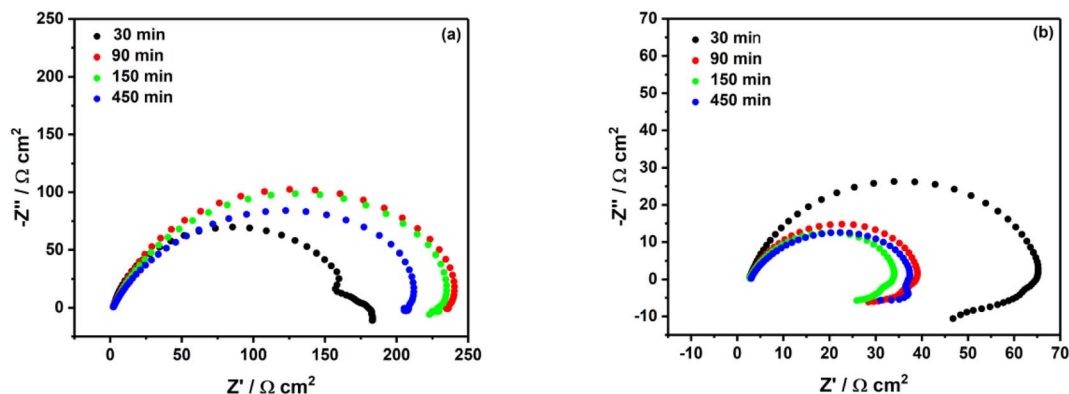 250
200
150
100
50
0
-Z'' / Ω cm²
(a)
30 min
90 min
150 min
450 min
0 50 100 150 200 250
Z' / Ω cm²
70
60
50
40
30
20
10
0
-10
-Z'' / Ω cm²
(b)
30 min
90 min
150 min
450 min
-10 0 10 20 30 40 50 60 70
Z' / Ω cm²